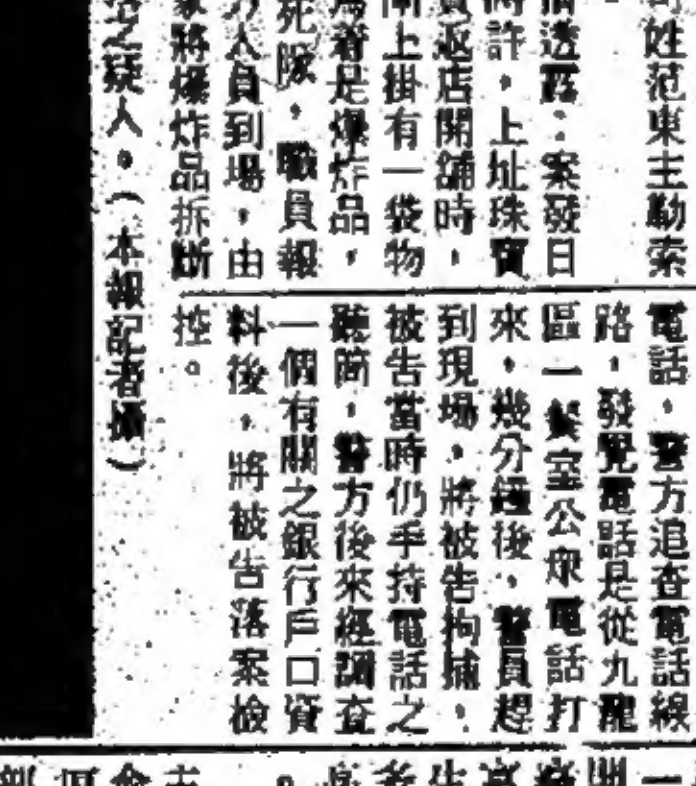 姓范東主勒索
情透露：案發日
許，上址珠寶
返店開舖時，
閘上掛有一袋物
為者是爆炸品，
死隊，職員報
人員到場，由
家將爆炸品拆斷
電話，警方追查電話線
路，發覺電話是從九龍
區一餐室公眾電話打
來，幾分鐘後，警員趕
到現場，將被告拘捕，
被告當時仍手持電話之
聽筒，警方後來經調查
一個有關之銀行戶口資
料後，將被告落案檢
控。
之疑人。（本報記者攝）